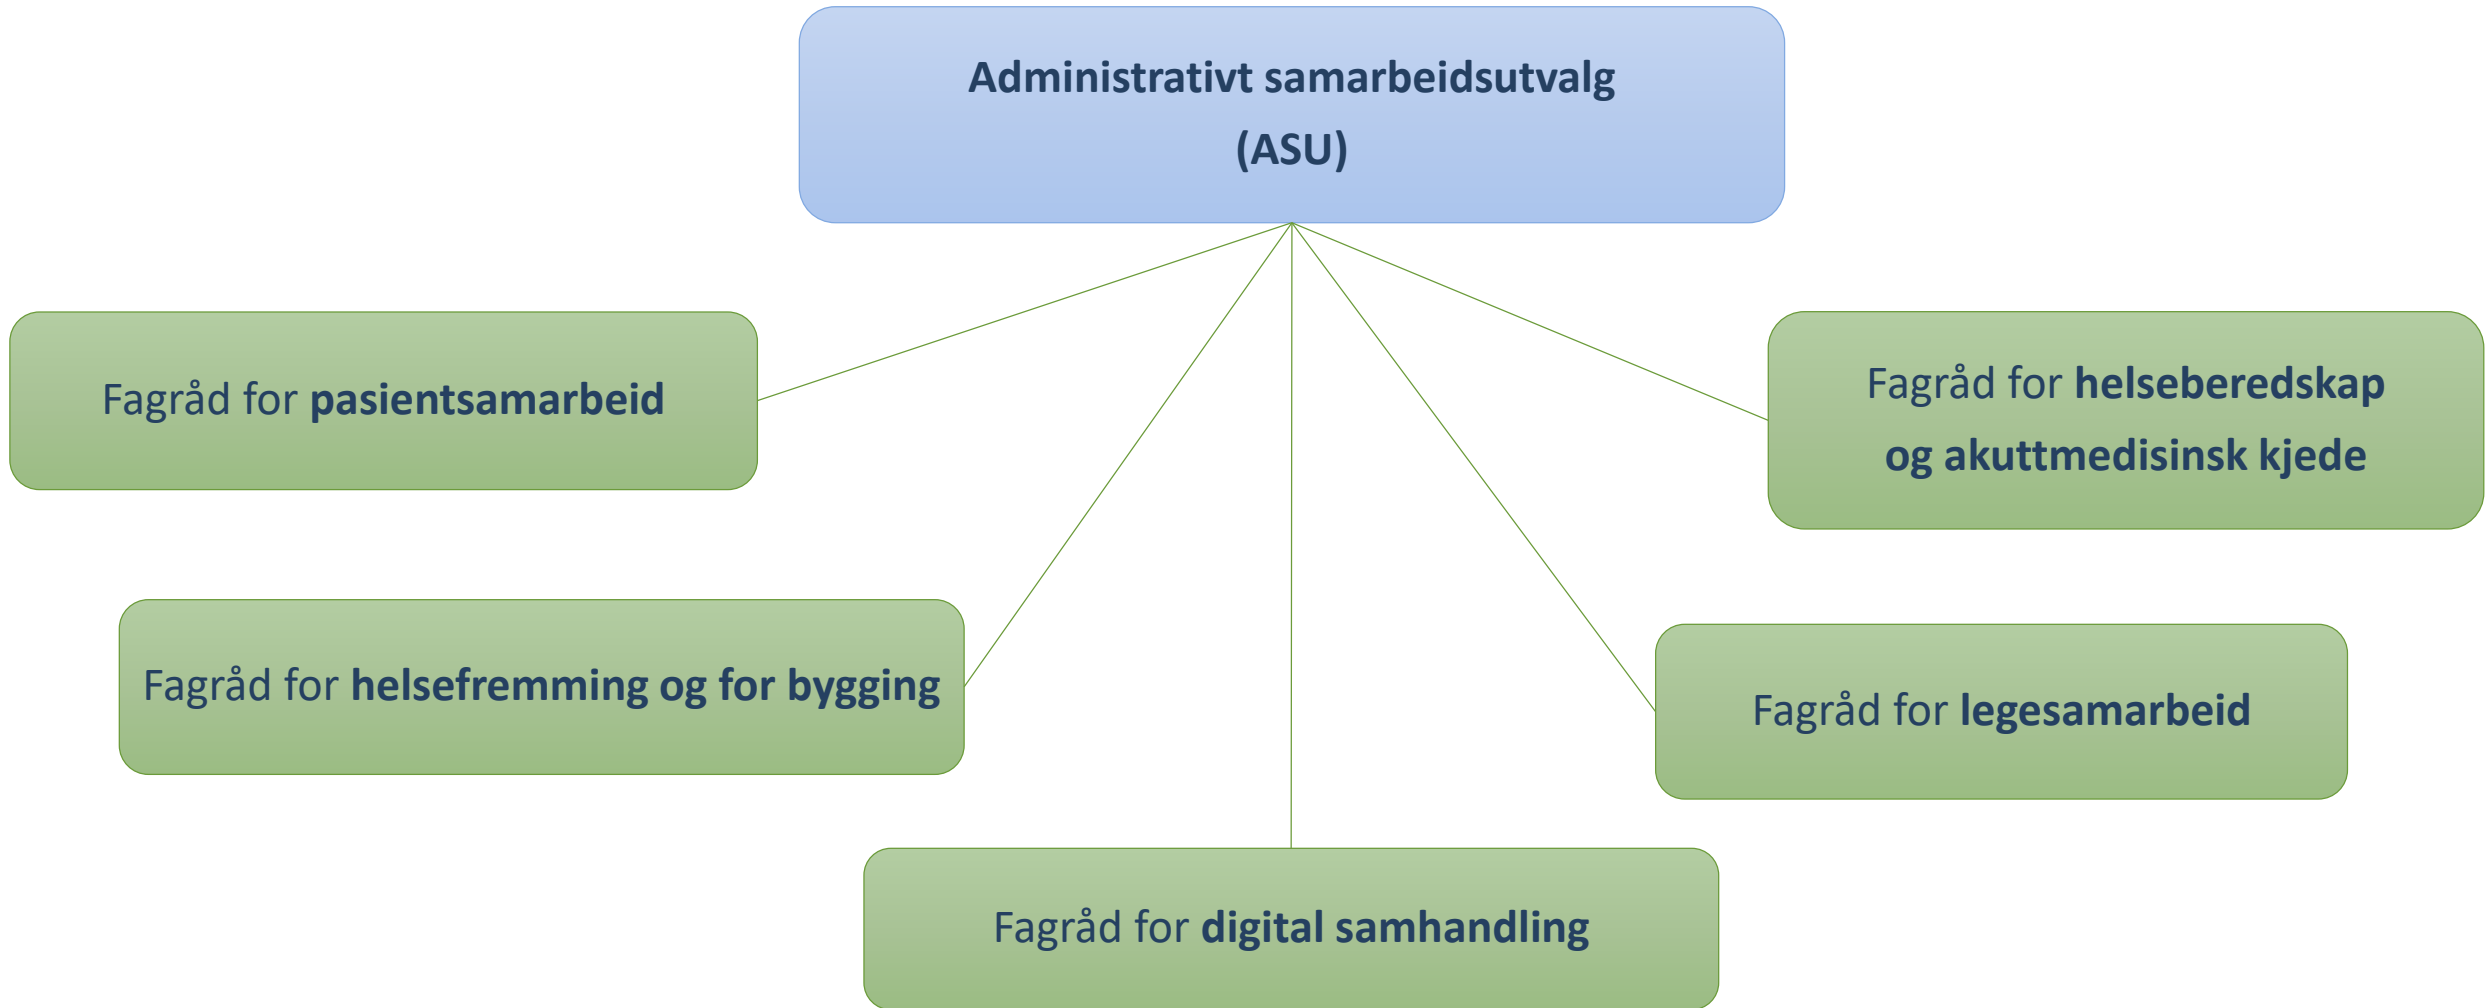 Administrativt samarbeidsutvalg
(ASU)
Fagråd for pasientsamarbeid
Fagråd for helseberedskap
og akuttmedisinsk kjede
Fagråd for helsefremming og for bygging
Fagråd for legesamarbeid
Fagråd for digital samhandling